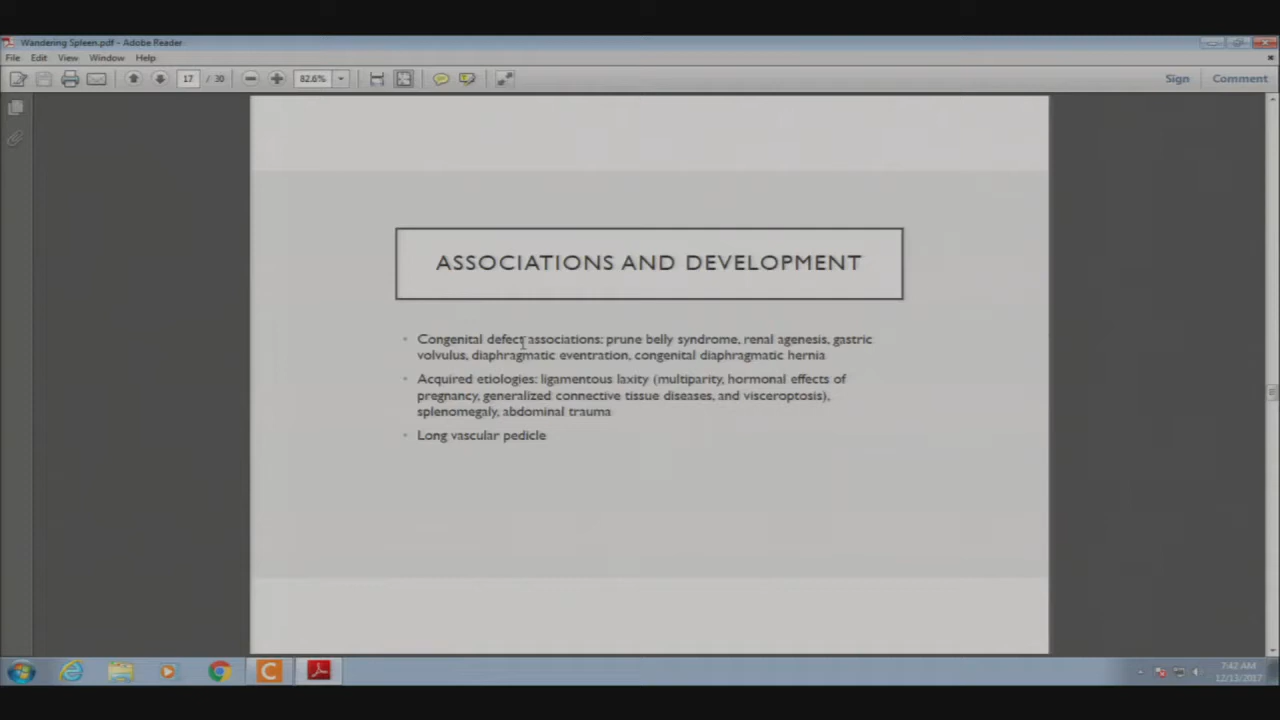 Wandering Spleen.pdf - Adobe Reader
File Edit View Window Help
17 / 30 82.6% Sign Comment
ASSOCIATIONS AND DEVELOPMENT
• Congenital defect associations: prune belly syndrome, renal agenesis, gastric
volvulus, diaphragmatic eventration, congenital diaphragmatic hernia
• Acquired etiologies: ligamentous laxity (multiparity, hormonal effects of
pregnancy, generalized connective tissue diseases, and visceroptosis),
splenomegaly, abdominal trauma
• Long vascular pedicle
7:42 AM
12/13/2017